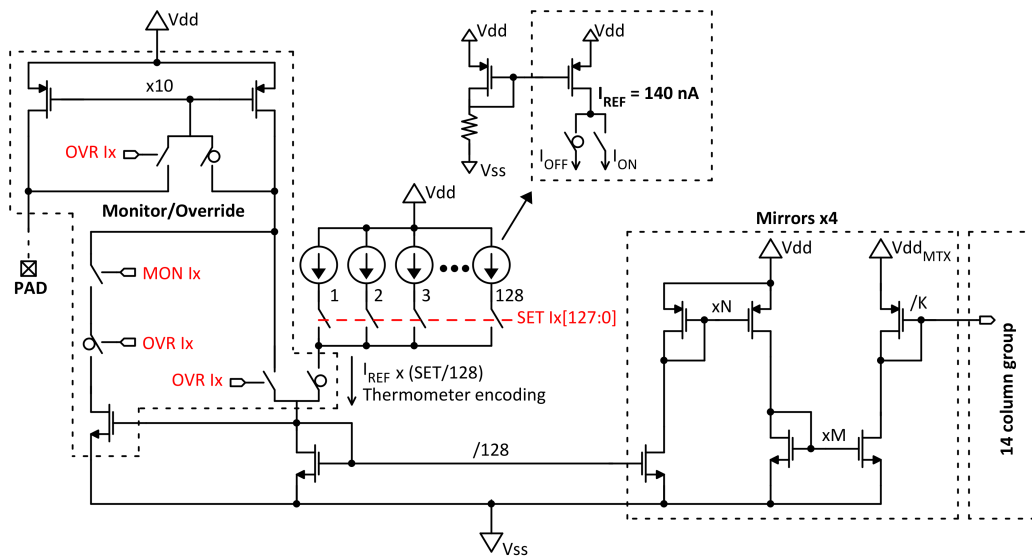 Vdd
x10
OVR Ix
Monitor/Override
PAD
MON Ix
OVR Ix
OVR Ix
Vdd
Vdd
I_REF = 140 nA
I_OFF
I_ON
Vss
Vdd
1
2
3
128
SET Ix[127:0]
I_REF x (SET/128)
Thermometer encoding
/128
Vss
Mirrors x4
Vdd
Vdd_MTX
xN
/K
xM
14 column group